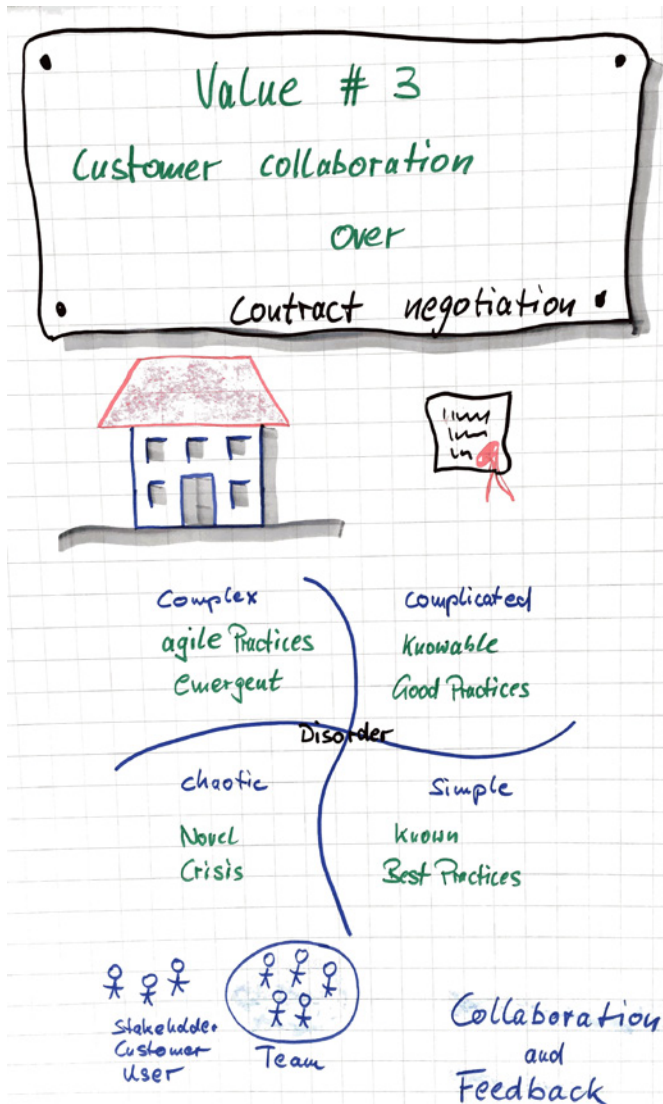 Value # 3
Customer collaboration
over
contract negotiation
Complex
agile Practices
emergent
complicated
Knowable
Good Practices
Disorder
chaotic
Novel
Crisis
Simple
Known
Best Practices
Stakeholder
Customer
User
Team
Collaboration
and
Feedback